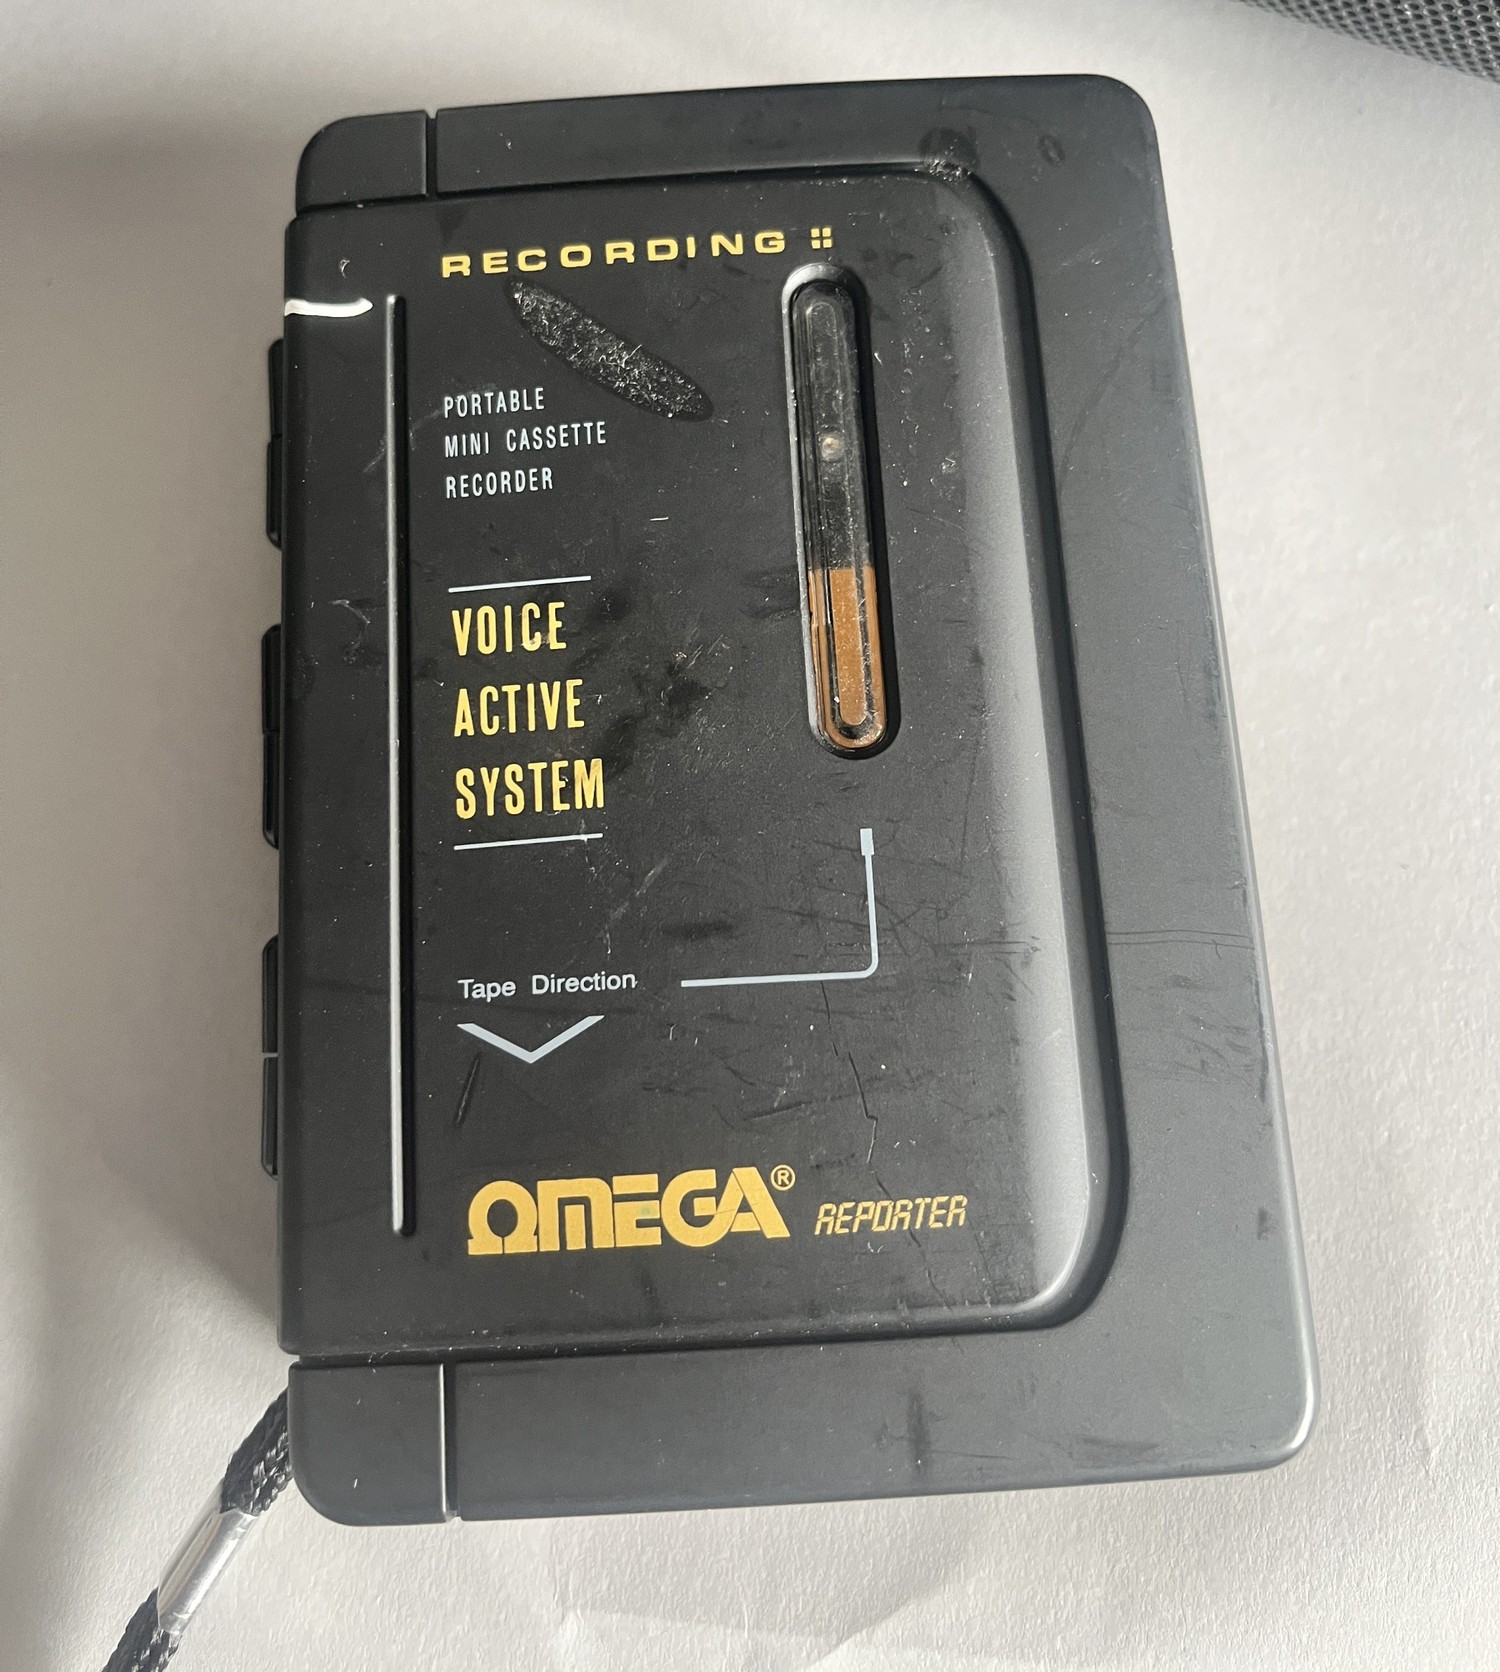 RECORDING
PORTABLE
MINI CASSETTE
RECORDER
VOICE
ACTIVE
SYSTEM
Tape Direction
OMEGA® REPORTER